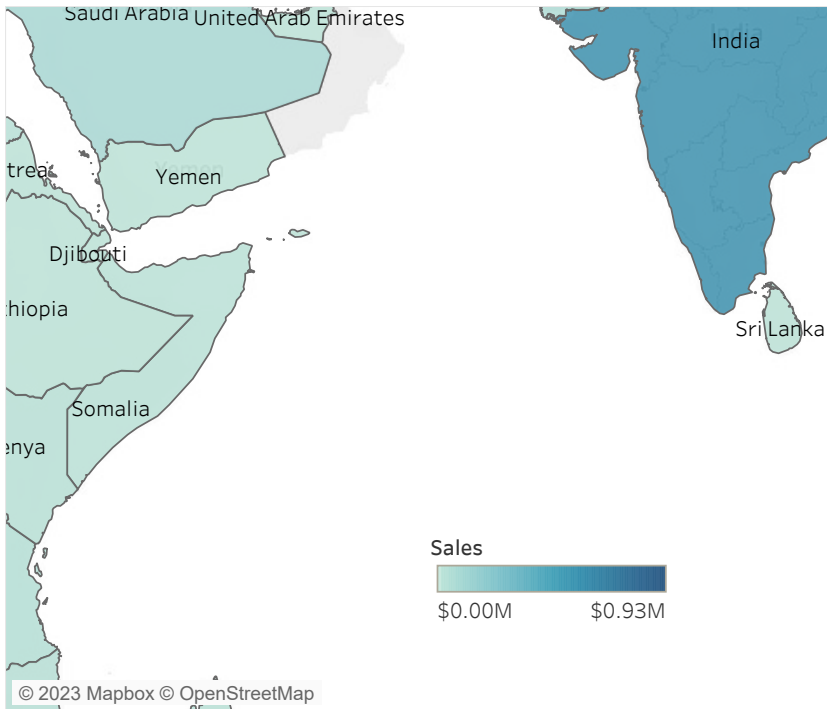 Saudi Arabia
United Arab Emirates
India
trea
Yemen
Djibouti
thiopia
Sri Lanka
Somalia
enya
Sales
$0.00M
$0.93M
© 2023 Mapbox © OpenStreetMap